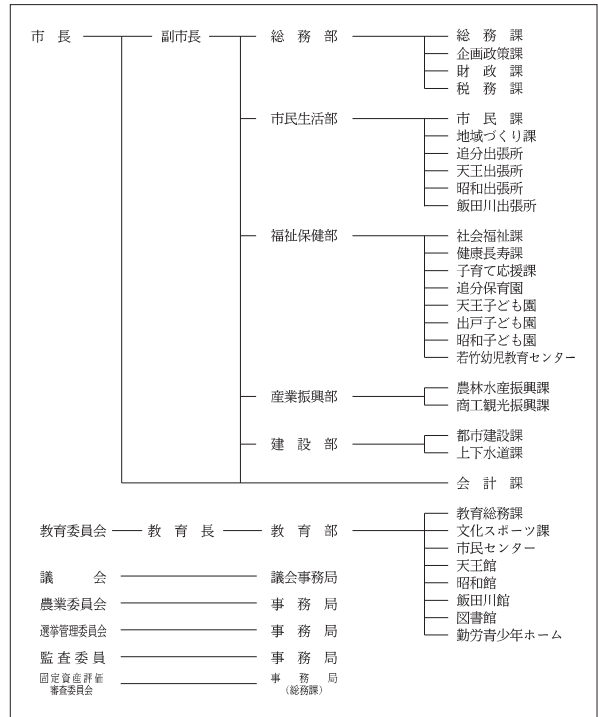 市長 副市長 総務部 総務課
企画政策課
財政課
税務課
市民生活部 市民課
地域づくり課
追分出張所
天王出張所
昭和出張所
飯田川出張所
福祉保健部 社会福祉課
健康長寿課
子育て応援課
追分保育園
天王子ども園
出戸子ども園
昭和子ども園
若竹幼児教育センター
産業振興部 農林水産振興課
商工観光振興課
建設部 都市建設課
上下水道課
会計課
教育委員会 教育長 教育部 教育総務課
文化スポーツ課
市民センター
天王館
昭和館
飯田川館
図書館
勤労青少年ホーム
議会 議会事務局
農業委員会 事務局
選挙管理委員会 事務局
監査委員 事務局
固定資産評価 事務局
審査委員会 (総務課)